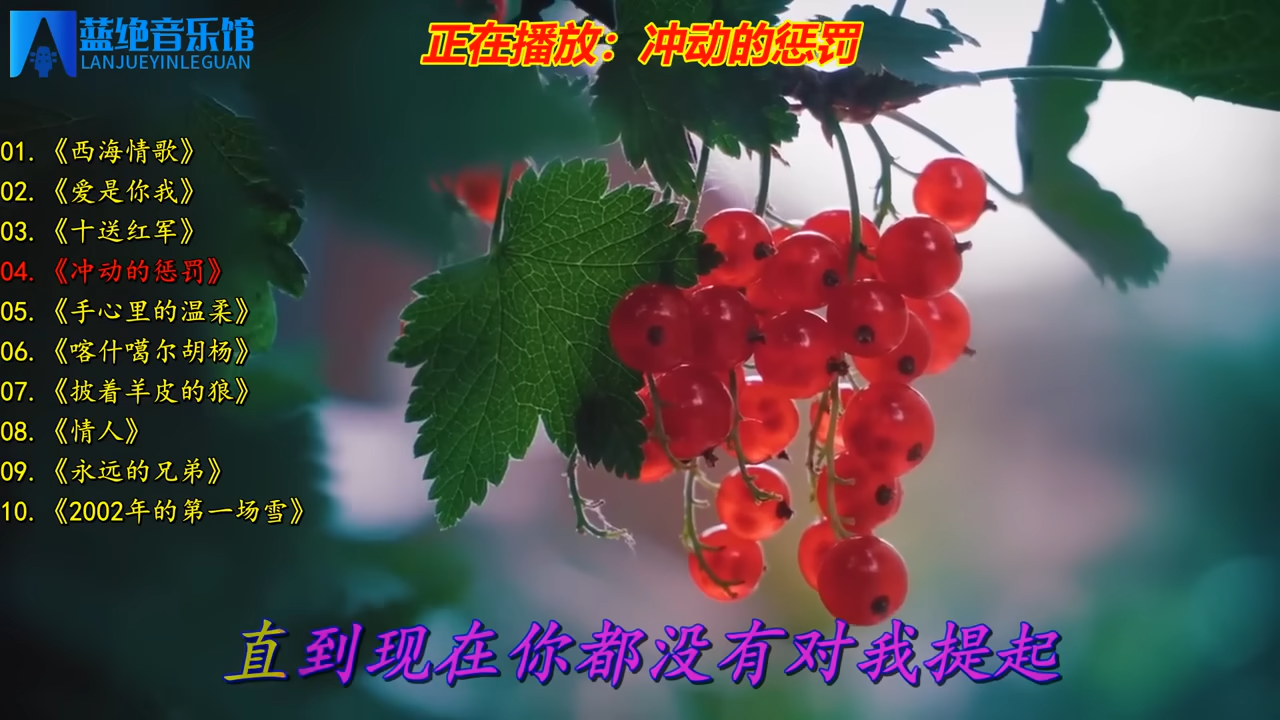 蓝绝音乐馆
LANJUEYINLEGUAN
正在播放：冲动的惩罚
01.《西海情歌》
02.《爱是你我》
03.《十送红军》
04.《冲动的惩罚》
05.《手心里的温柔》
06.《喀什噶尔胡杨》
07.《披着羊皮的狼》
08.《情人》
09.《永远的兄弟》
10.《2002年的第一场雪》
直到现在你都没有对我提起